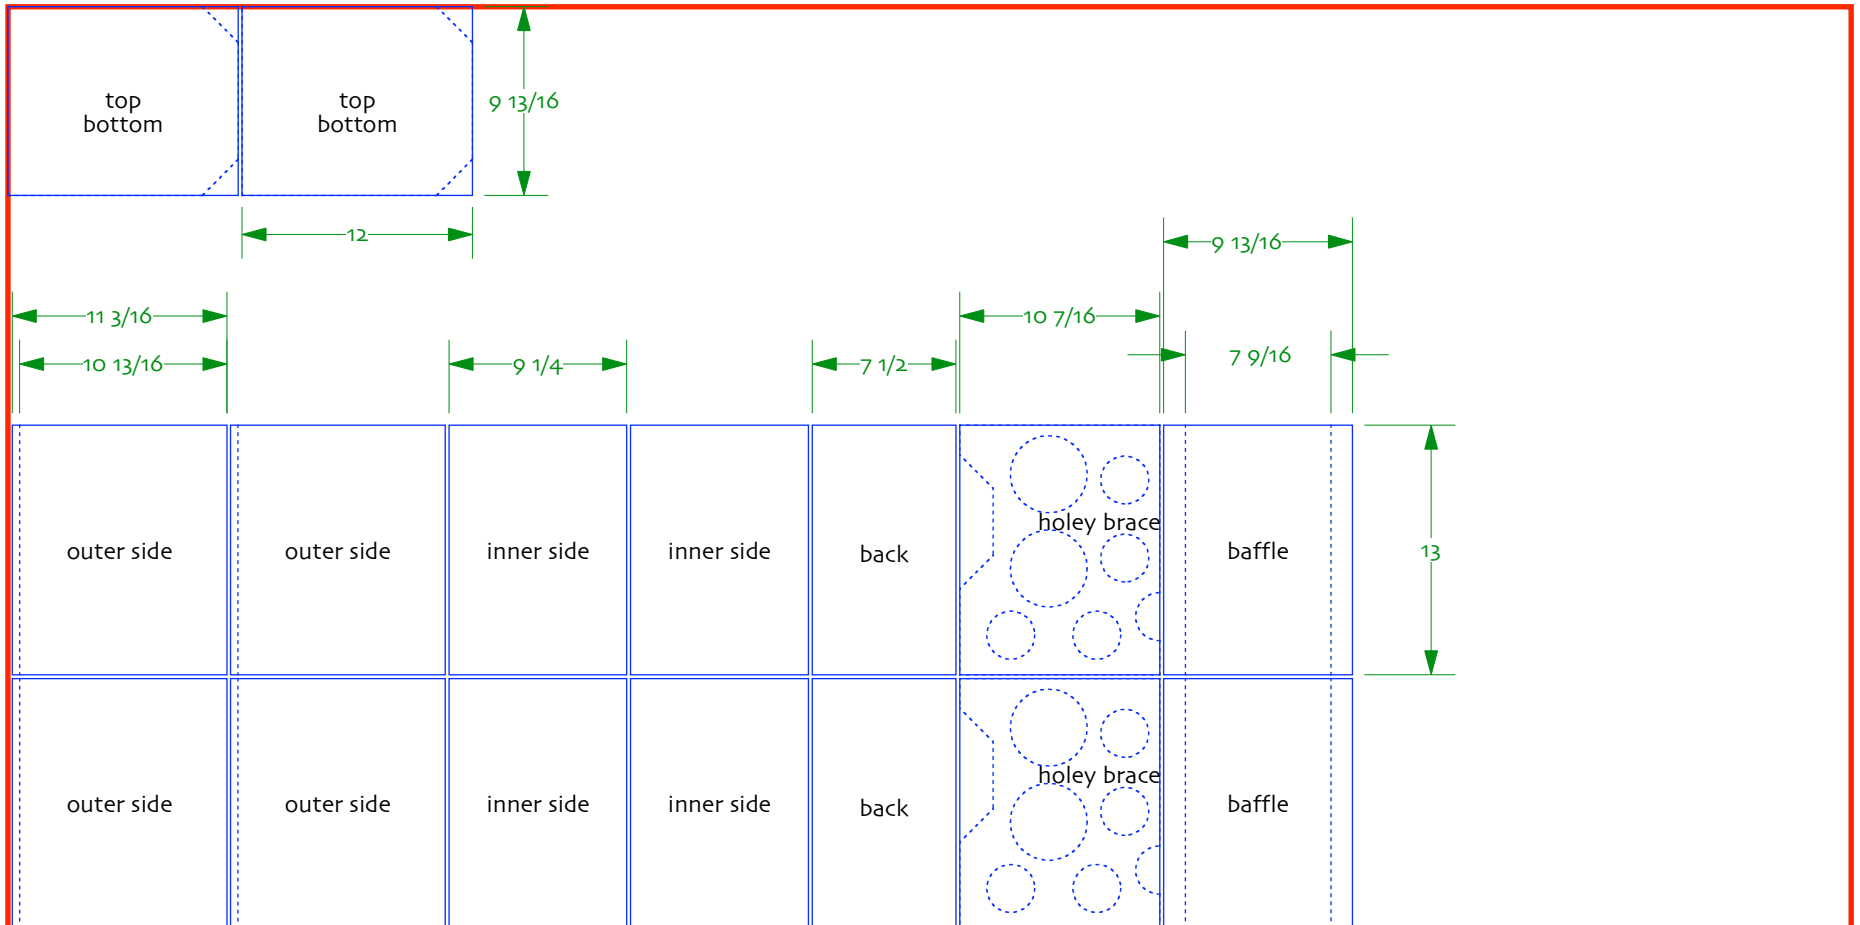 top
bottom
top
bottom
9 13/16
12
9 13/16
11 3/16
10 7/16
10 13/16
9 1/4
7 1/2
7 9/16
outer side
outer side
inner side
inner side
back
holey brace
baffle
13
outer side
outer side
inner side
inner side
back
holey brace
baffle